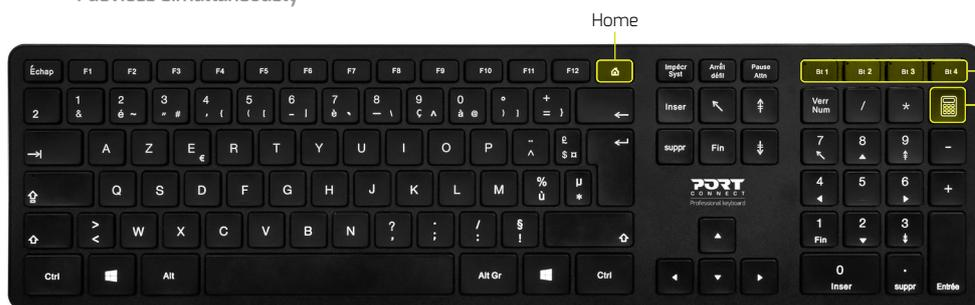 Home
Échap F1 F2 F3 F4 F5 F6 F7 F8 F9 F10 F11 F12 Impécr Syst Arrêt défil Pause Attn Bt 1 Bt 2 Bt 3 Bt 4
2 1 & 2 é ~ 3 " # 4 ' { 5 ( [ 6 - | 7 è ` 8 _ \ 9 ç ^ 0 à @ ° ) ] + = } Inser Verr Num / *
A Z E € R T Y U I O P ¨ ^ £ $ ¤ suppr Fin 7 8 9 -
Q S D F G H J K L M % ù µ * PORT 4 5 6 +
CONNECT
Professional keyboard
> < W X C V B N ? , . ; / : § ! 1 Fin 2 3
Ctrl Alt Alt Gr Ctrl 0 Inser . suppr Entrée